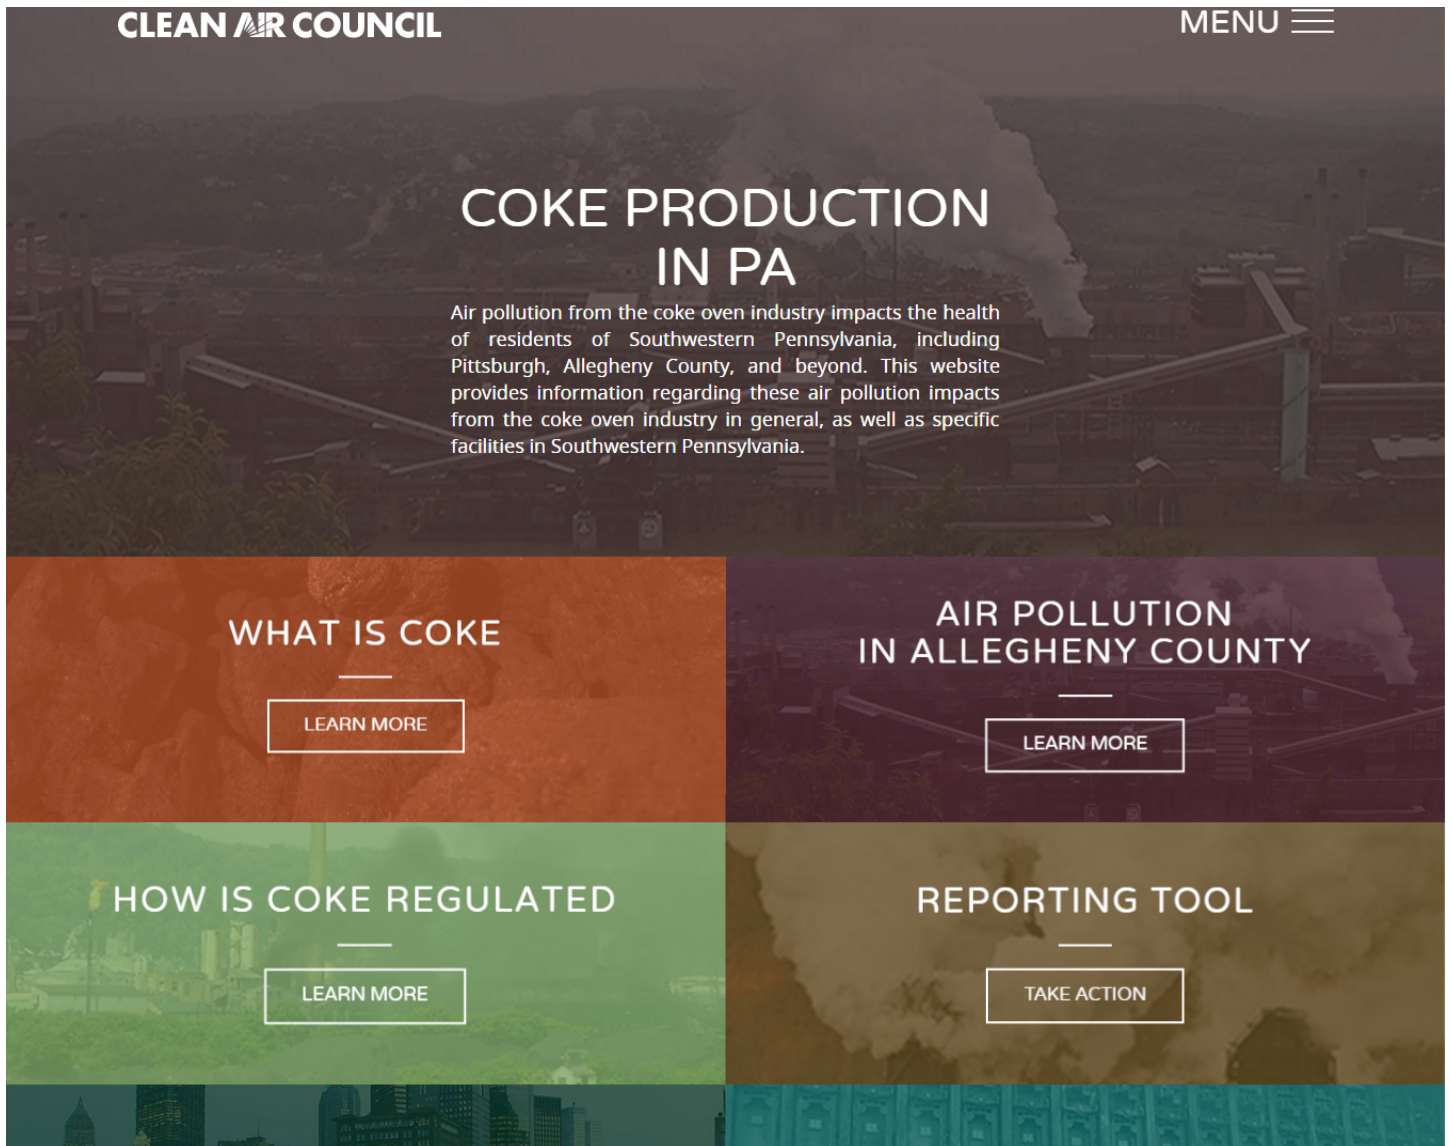 CLEAN AIR COUNCIL
MENU
COKE PRODUCTION
IN PA
Air pollution from the coke oven industry impacts the health
of residents of Southwestern Pennsylvania, including
Pittsburgh, Allegheny County, and beyond. This website
provides information regarding these air pollution impacts
from the coke oven industry in general, as well as specific
facilities in Southwestern Pennsylvania.
WHAT IS COKE
LEARN MORE
AIR POLLUTION
IN ALLEGHENY COUNTY
LEARN MORE
HOW IS COKE REGULATED
LEARN MORE
REPORTING TOOL
TAKE ACTION